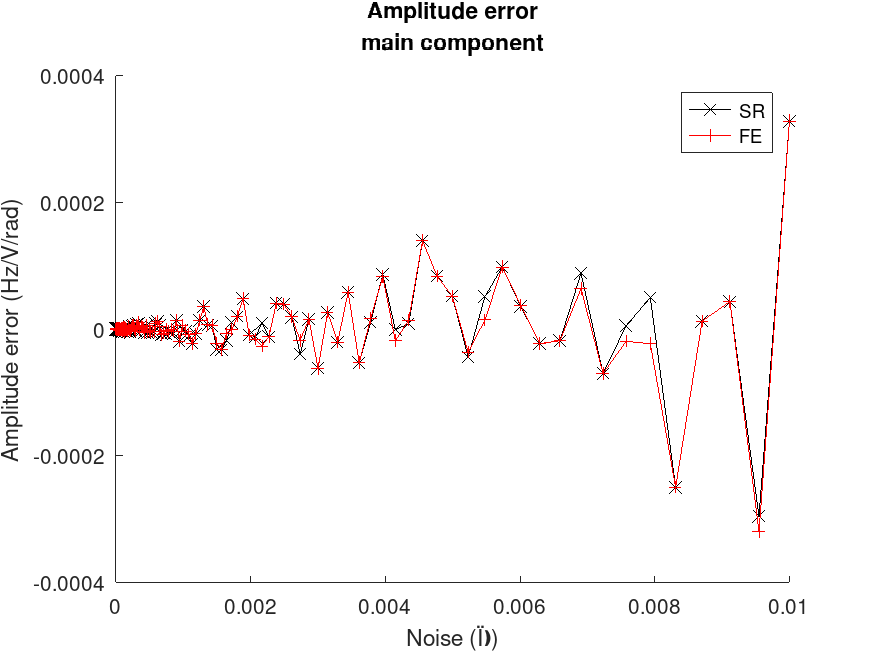 Amplitude error
main component
0.0004
0.0002
0
-0.0002
-0.0004
Amplitude error (Hz/V/rad)
SR
FE
0
0.002
0.004
0.006
0.008
0.01
Noise